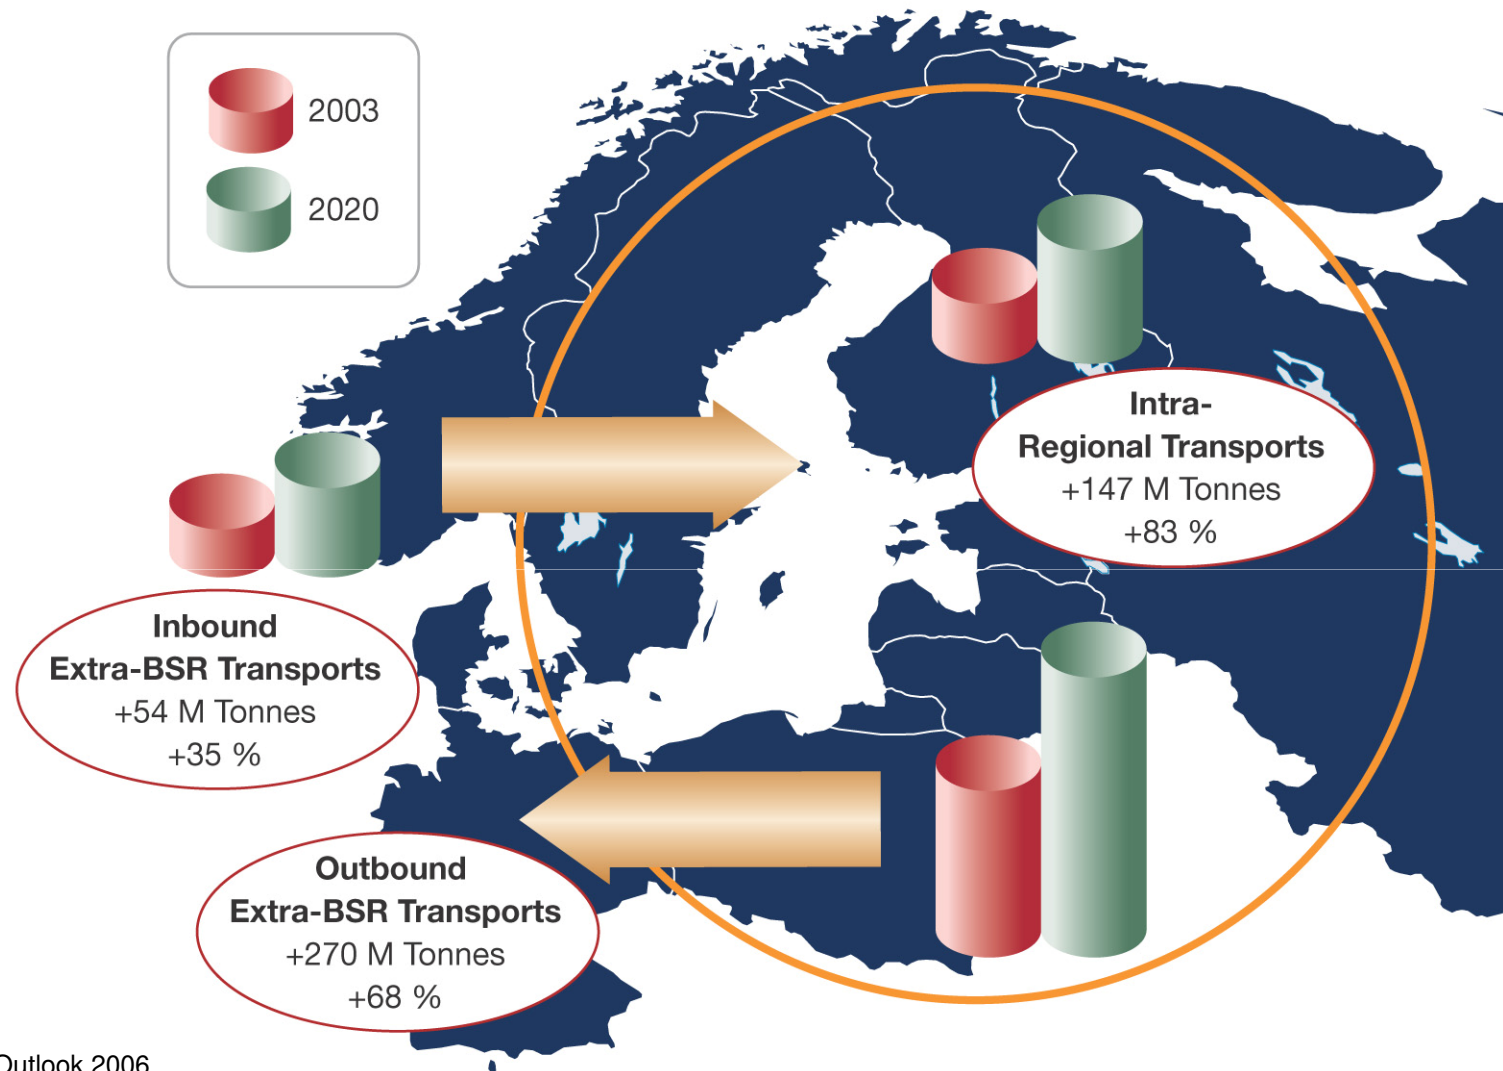 2003
2020
Intra-
Regional Transports
+147 M Tonnes
+83 %
Inbound
Extra-BSR Transports
+54 M Tonnes
+35 %
Outbound
Extra-BSR Transports
+270 M Tonnes
+68 %
Outlook 2006